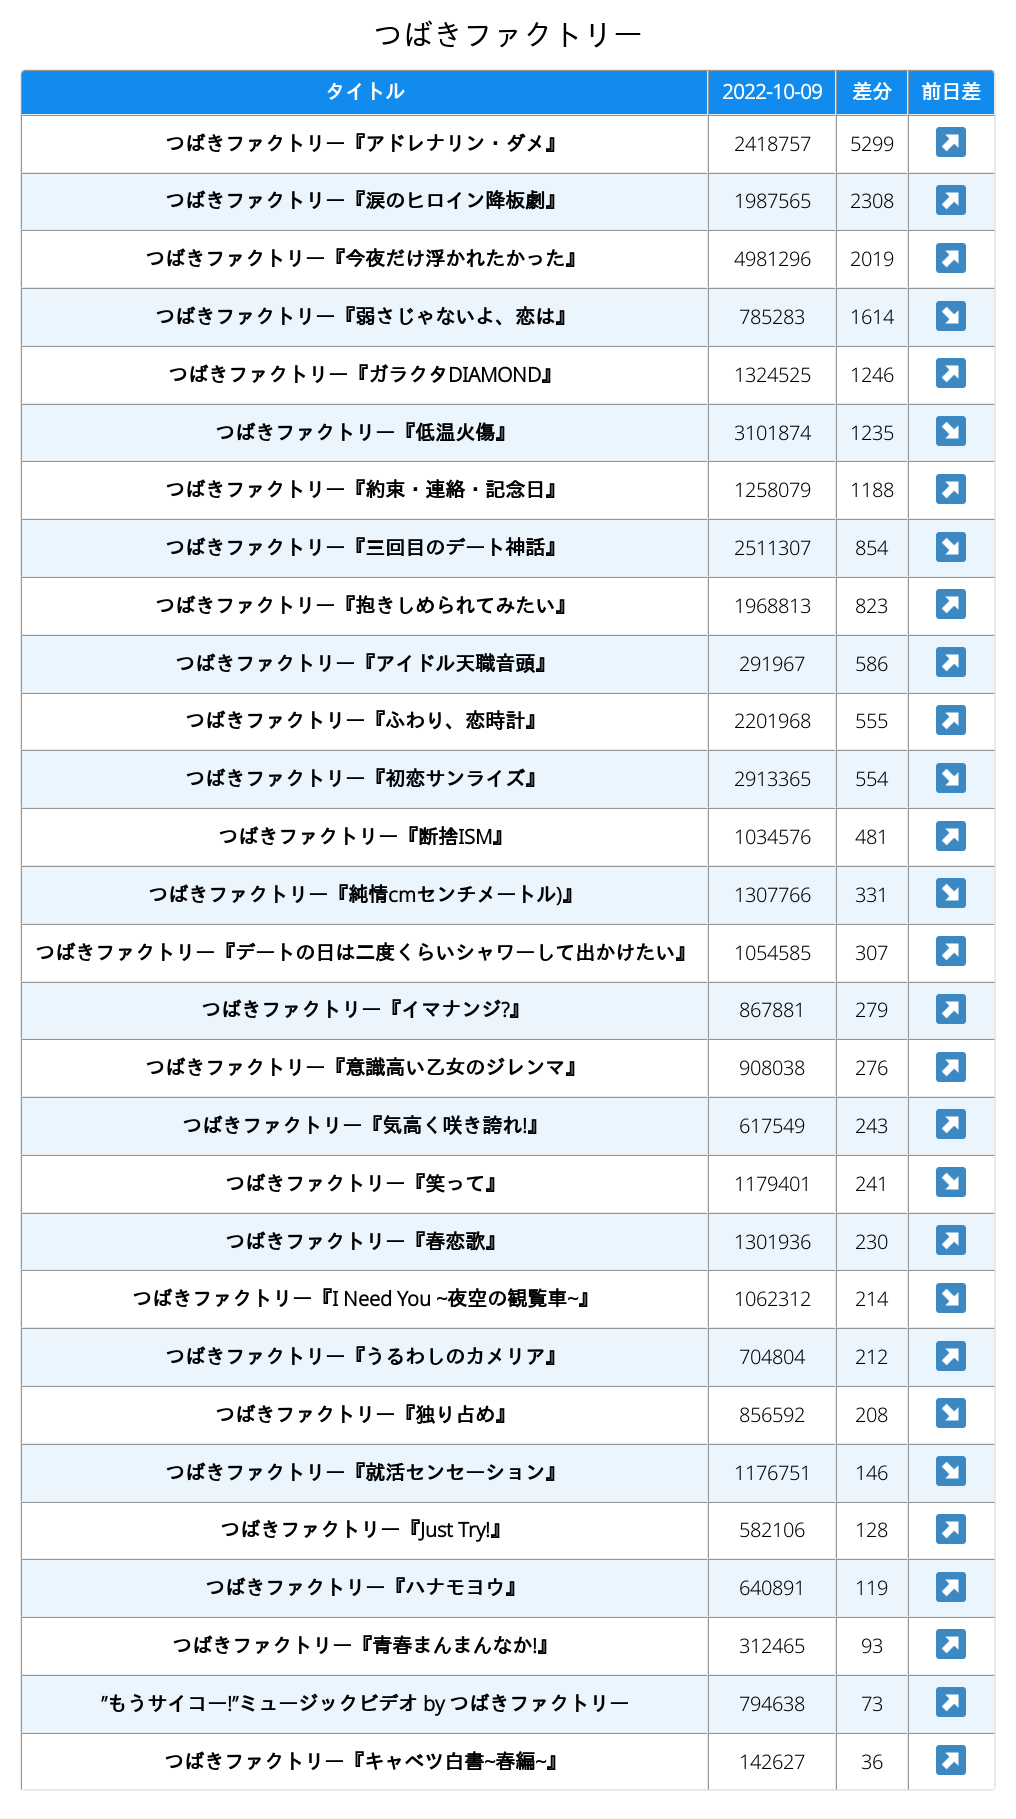 つばきファクトリー
タイトル 2022-10-09 差分 前日差
つばきファクトリー『アドレナリン・ダメ』 2418757 5299 ↗
つばきファクトリー『涙のヒロイン降板劇』 1987565 2308 ↗
つばきファクトリー『今夜だけ浮かれたかった』 4981296 2019 ↗
つばきファクトリー『弱さじゃないよ、恋は』 785283 1614 ↘
つばきファクトリー『ガラクタDIAMOND』 1324525 1246 ↗
つばきファクトリー『低温火傷』 3101874 1235 ↘
つばきファクトリー『約束・連絡・記念日』 1258079 1188 ↗
つばきファクトリー『三回目のデート神話』 2511307 854 ↘
つばきファクトリー『抱きしめられてみたい』 1968813 823 ↗
つばきファクトリー『アイドル天職音頭』 291967 586 ↗
つばきファクトリー『ふわり、恋時計』 2201968 555 ↗
つばきファクトリー『初恋サンライズ』 2913365 554 ↘
つばきファクトリー『断捨ISM』 1034576 481 ↗
つばきファクトリー『純情cmセンチメートル)』 1307766 331 ↘
つばきファクトリー『デートの日は二度くらいシャワーして出かけたい』 1054585 307 ↗
つばきファクトリー『イマナンジ?』 867881 279 ↗
つばきファクトリー『意識高い乙女のジレンマ』 908038 276 ↗
つばきファクトリー『気高く咲き誇れ!』 617549 243 ↗
つばきファクトリー『笑って』 1179401 241 ↘
つばきファクトリー『春恋歌』 1301936 230 ↗
つばきファクトリー『I Need You ~夜空の観覧車~』 1062312 214 ↘
つばきファクトリー『うるわしのカメリア』 704804 212 ↗
つばきファクトリー『独り占め』 856592 208 ↘
つばきファクトリー『就活センセーション』 1176751 146 ↘
つばきファクトリー『Just Try!』 582106 128 ↗
つばきファクトリー『ハナモヨウ』 640891 119 ↗
つばきファクトリー『青春まんまんなか!』 312465 93 ↗
”もうサイコー!”ミュージックビデオ by つばきファクトリー 794638 73 ↗
つばきファクトリー『キャベツ白書~春編~』 142627 36 ↗